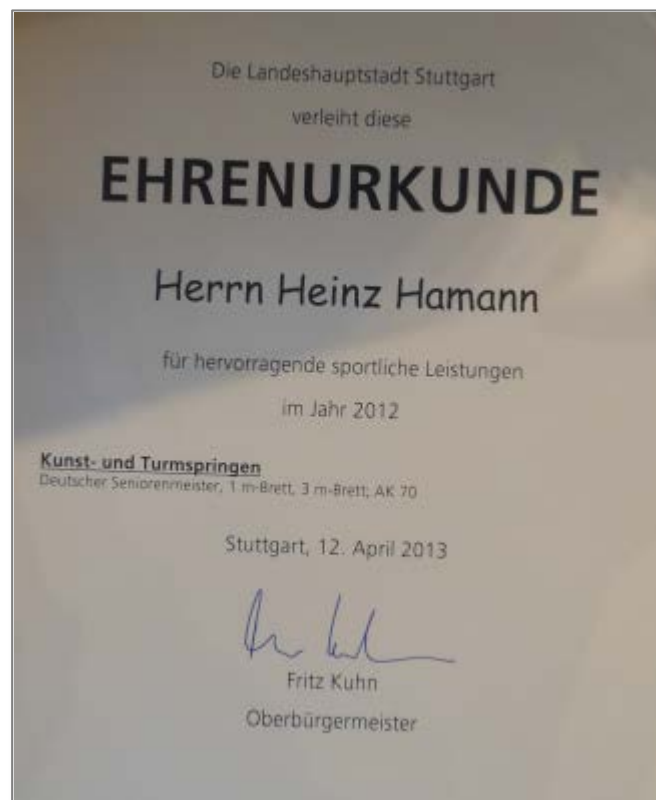 Die Landeshauptstadt Stuttgart
verleiht diese
EHRENURKUNDE
Herrn Heinz Hamann
für hervorragende sportliche Leistungen
im Jahr 2012
Kunst- und Turmspringen
Deutscher Seniorenmeister, 1 m-Brett, 3 m-Brett, AK 70
Stuttgart, 12. April 2013
Fritz Kuhn
Oberbürgermeister